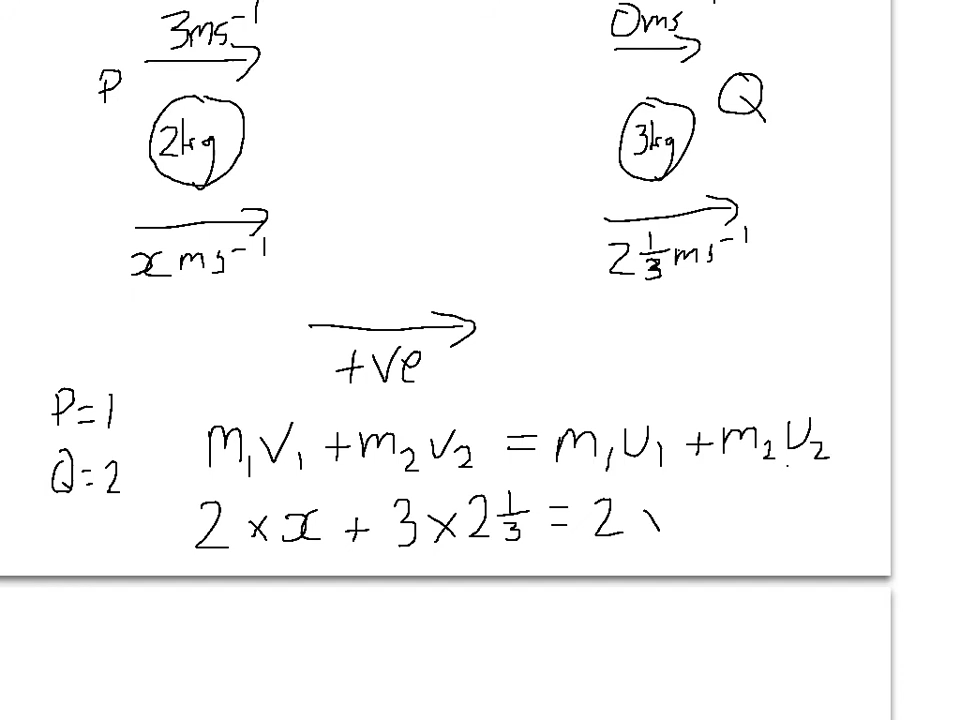 3ms⁻¹ 0ms⁻
P Q
2kg 3kg
x ms⁻¹ 2 1/3 ms⁻¹
+ve
P=1
m₁v₁ + m₂v₂ = m₁u₁ + m₂u₂
Q=2
2 × x + 3 × 2 1/3 = 2